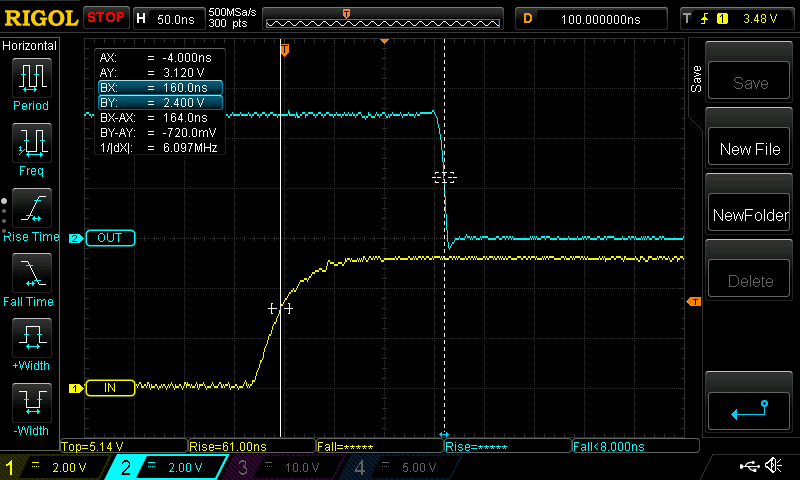 RIGOL STOP H 50.0ns 500MSa/s 300 pts T D 100.000000ns T 1 3.48 V
Horizontal
Period
Freq
Rise Time
Fall Time
+Width
-Width
T
AX: = -4.000ns
AY: = 3.120 V
BX: = 160.0ns
BY: = 2.400 V
BX-AX: = 164.0ns
BY-AY: = -720.0mV
1/|dX|: = 6.097MHz
2 OUT
1 IN
T
Save
Save
New File
NewFolder
Delete
Top=5.14 V Rise=61.00ns Fall=***** Rise=***** Fall<8.000ns
1 = 2.00 V 2 = 2.00 V 3 = 10.0 V 4 = 5.00 V